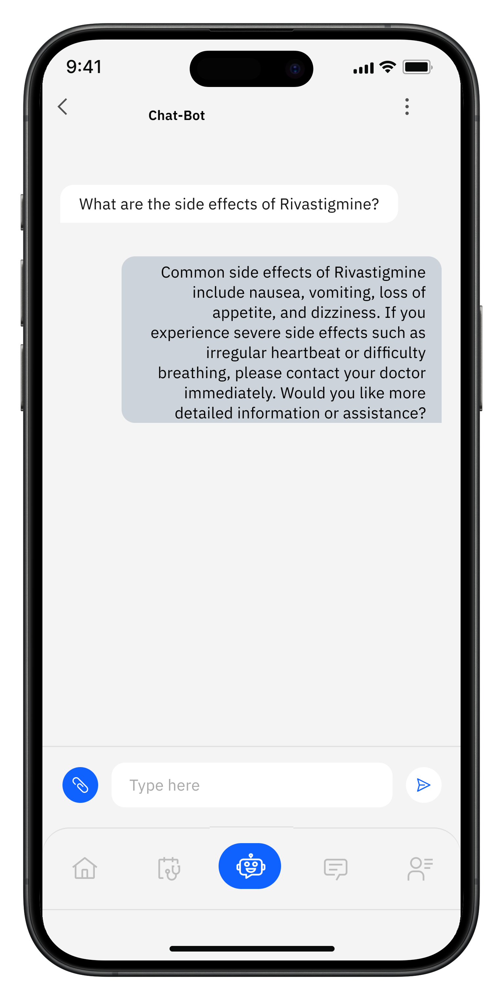 9:41
Chat-Bot
What are the side effects of Rivastigmine?
Common side effects of Rivastigmine
include nausea, vomiting, loss of
appetite, and dizziness. If you
experience severe side effects such as
irregular heartbeat or difficulty
breathing, please contact your doctor
immediately. Would you like more
detailed information or assistance?
Type here